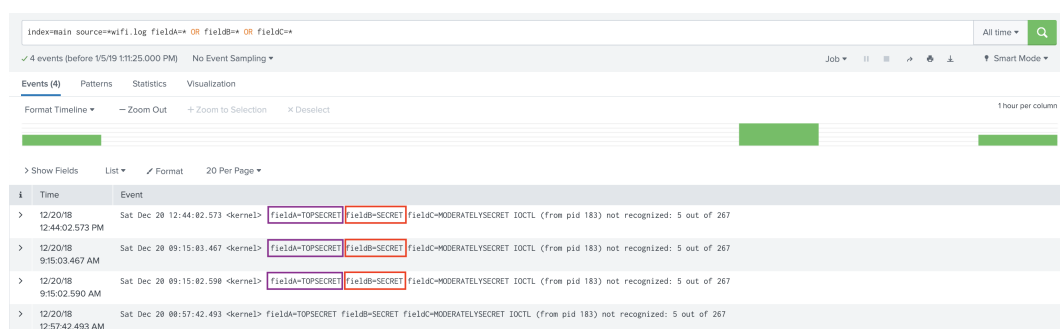 index=main source=*wifi.log fieldA=* OR fieldB=* OR fieldC=*
All time
✓ 4 events (before 1/5/19 1:11:25.000 PM) No Event Sampling
Job
Smart Mode
Events (4) Patterns Statistics Visualization
Format Timeline — Zoom Out + Zoom to Selection × Deselect
1 hour per column
> Show Fields List Format 20 Per Page
i Time Event
> 12/20/18 Sat Dec 20 12:44:02.573 <kernel> fieldA=TOPSECRET fieldB=SECRET fieldC=MODERATELYSECRET IOCTL (from pid 183) not recognized: 5 out of 267
12:44:02.573 PM
> 12/20/18 Sat Dec 20 09:15:03.467 <kernel> fieldA=TOPSECRET fieldB=SECRET fieldC=MODERATELYSECRET IOCTL (from pid 183) not recognized: 5 out of 267
9:15:03.467 AM
> 12/20/18 Sat Dec 20 09:15:02.590 <kernel> fieldA=TOPSECRET fieldB=SECRET fieldC=MODERATELYSECRET IOCTL (from pid 183) not recognized: 5 out of 267
9:15:02.590 AM
> 12/20/18 Sat Dec 20 00:57:42.493 <kernel> fieldA=TOPSECRET fieldB=SECRET fieldC=MODERATELYSECRET IOCTL (from pid 183) not recognized: 5 out of 267
12:57:42.493 AM